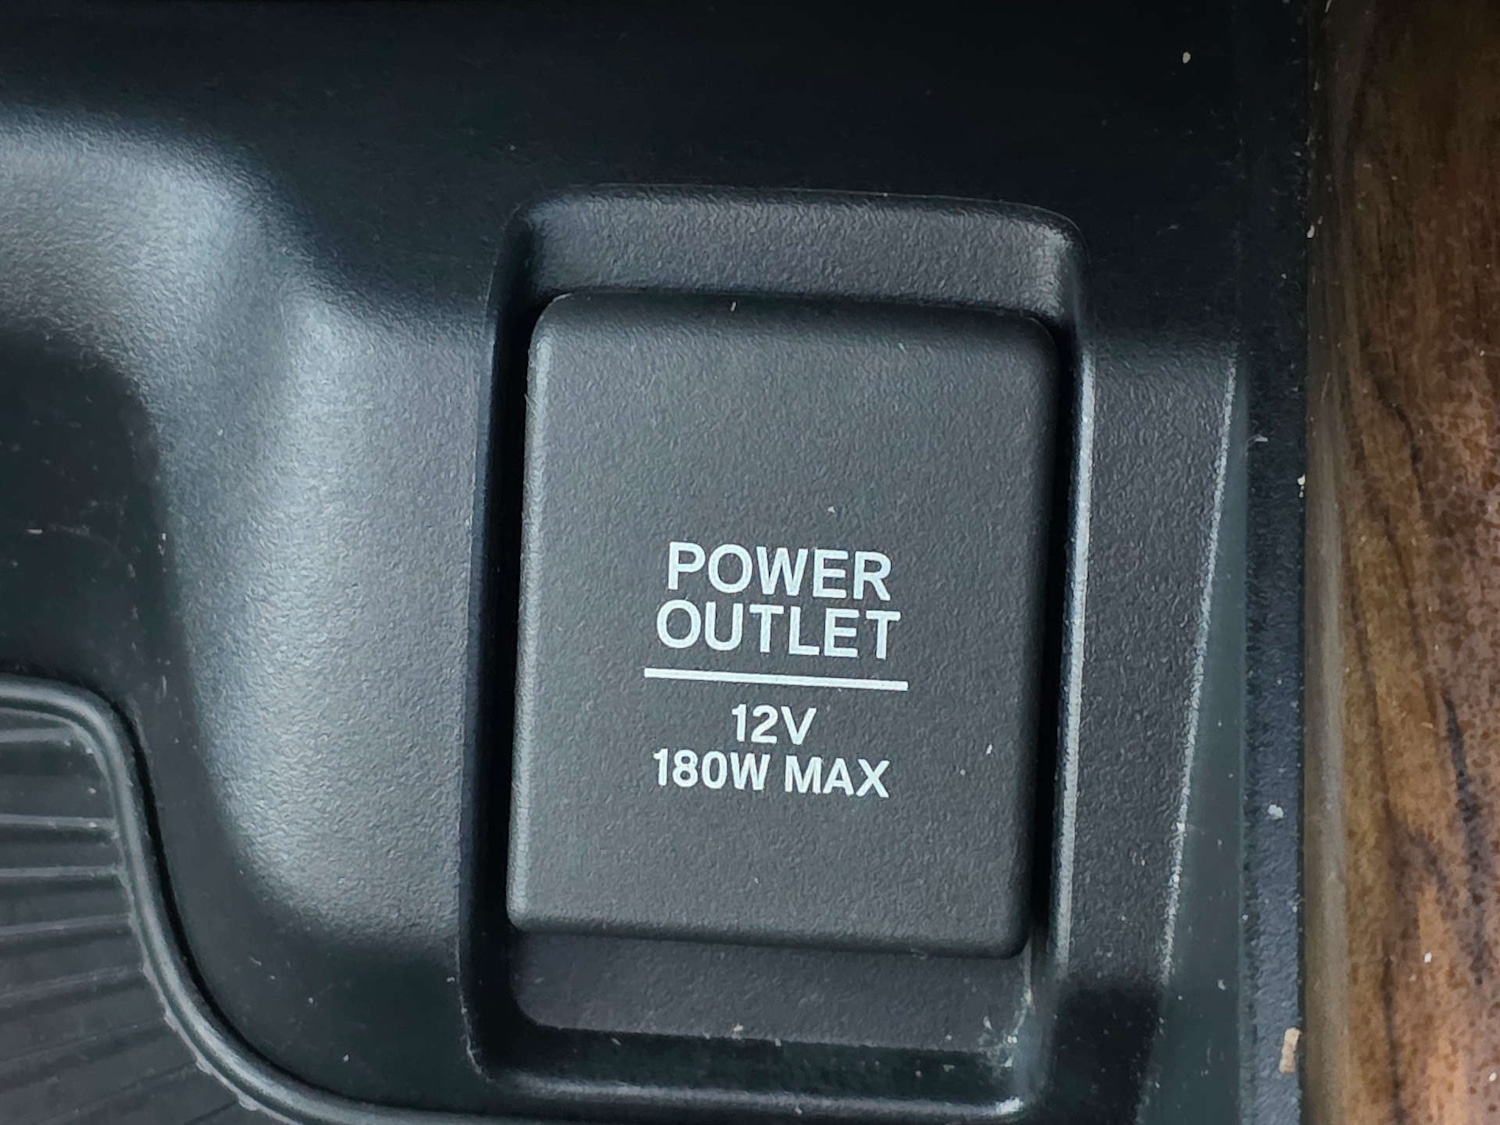 POWER
OUTLET
12V
180W MAX